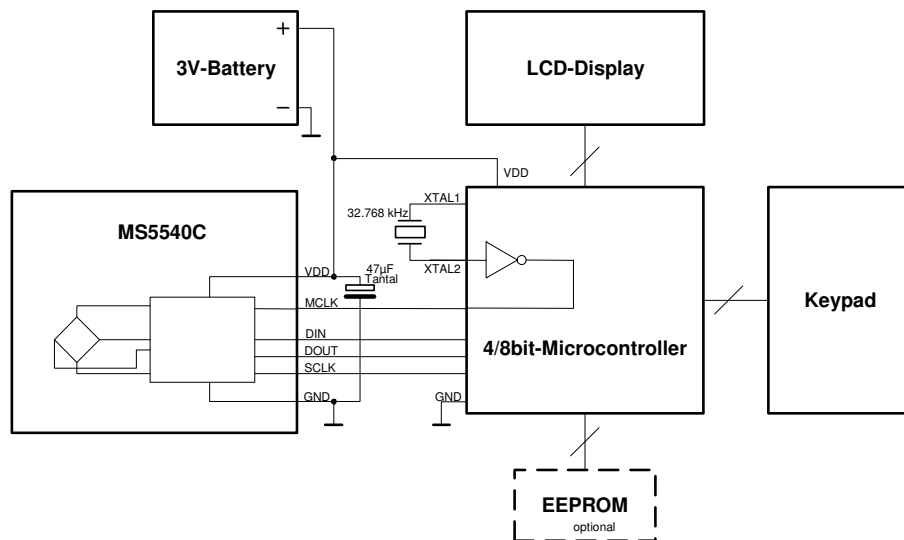 +
3V-Battery
−
LCD-Display
VDD
MS5540C
XTAL1
32.768 kHz
XTAL2
VDD
47µF
Tantal
MCLK
DIN
DOUT
SCLK
GND
4/8bit-Microcontroller
GND
Keypad
EEPROM
optional